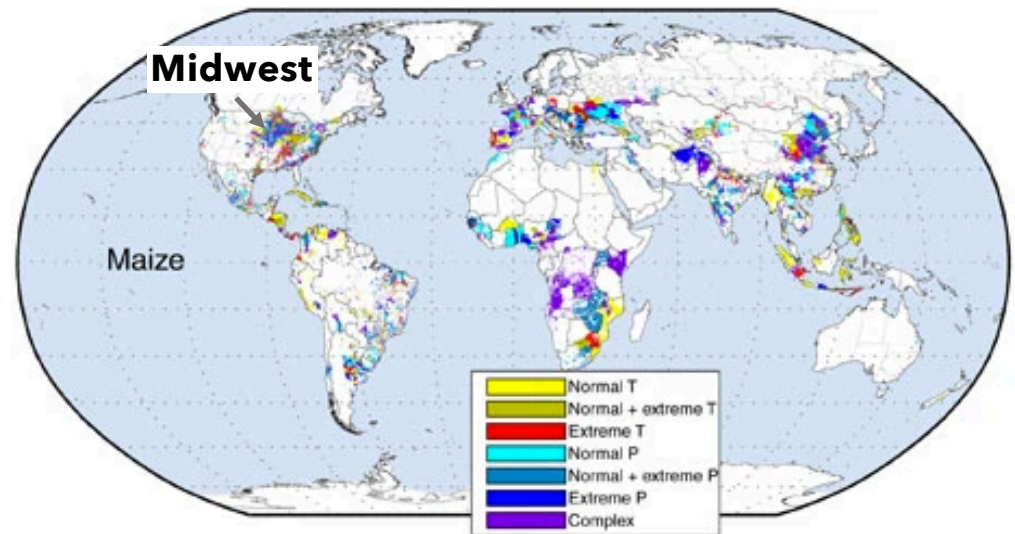 Midwest
Maize
Normal T
Normal + extreme T
Extreme T
Normal P
Normal + extreme P
Extreme P
Complex